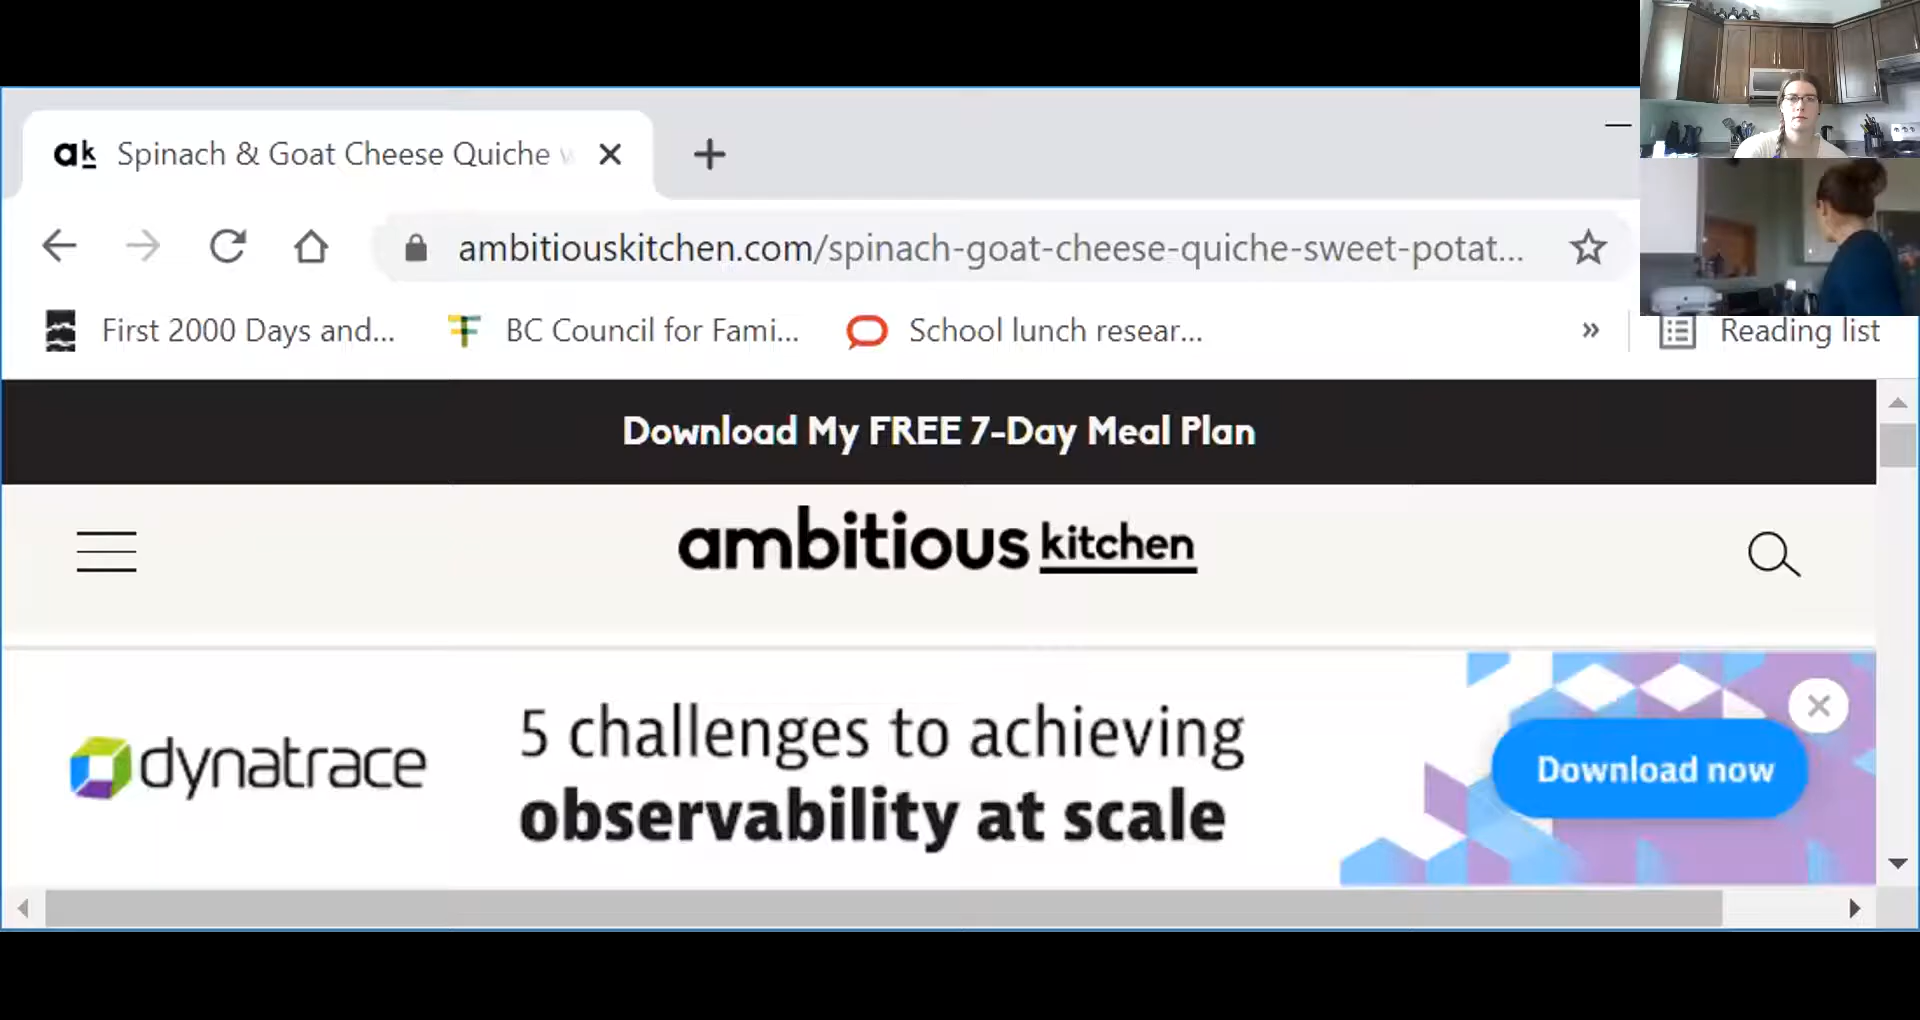 ak Spinach & Goat Cheese Quiche
ambitiouskitchen.com/spinach-goat-cheese-quiche-sweet-potat...
First 2000 Days and... BC Council for Fami... School lunch resear... » Reading list
Download My FREE 7-Day Meal Plan
ambitious kitchen
dynatrace
5 challenges to achieving
observability at scale
Download now